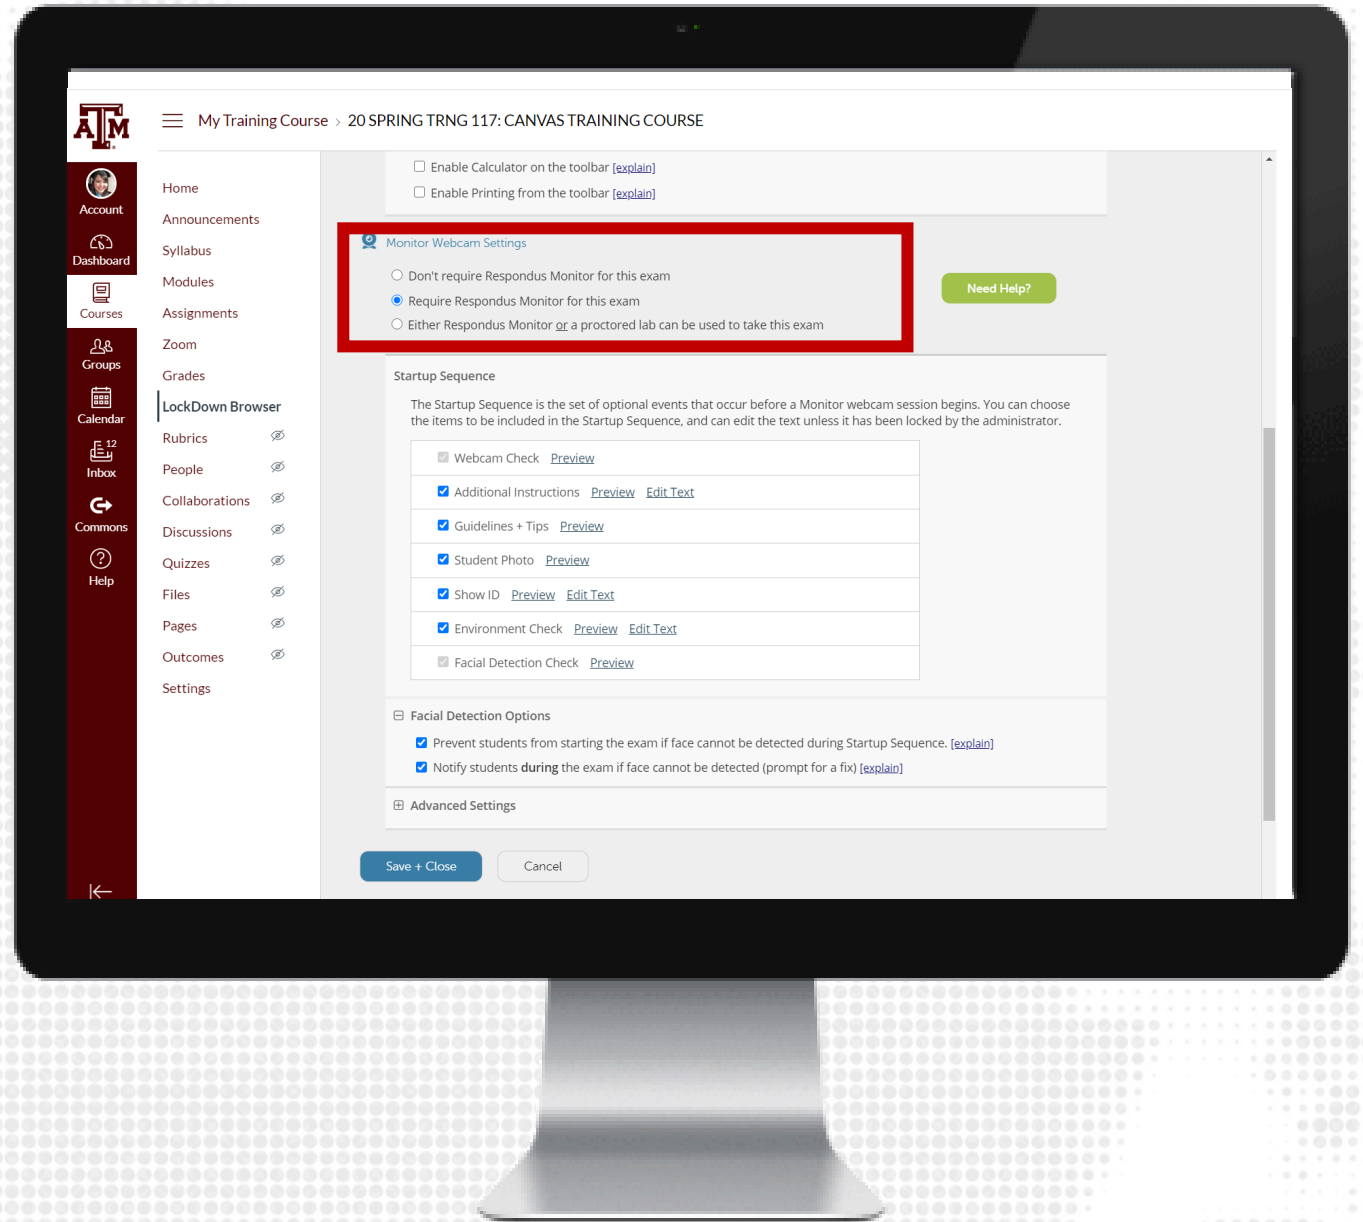 ATM
My Training Course > 20 SPRING TRNG 117: CANVAS TRAINING COURSE
Account
Dashboard
Courses
Groups
Calendar
12
Inbox
Commons
Help
Home
Announcements
Syllabus
Modules
Assignments
Zoom
Grades
LockDown Browser
Rubrics
People
Collaborations
Discussions
Quizzes
Files
Pages
Outcomes
Settings
Enable Calculator on the toolbar [explain]
Enable Printing from the toolbar [explain]
Monitor Webcam Settings
Don't require Respondus Monitor for this exam
Require Respondus Monitor for this exam
Either Respondus Monitor or a proctored lab can be used to take this exam
Need Help?
Startup Sequence
The Startup Sequence is the set of optional events that occur before a Monitor webcam session begins. You can choose
the items to be included in the Startup Sequence, and can edit the text unless it has been locked by the administrator.
Webcam Check Preview
Additional Instructions Preview Edit Text
Guidelines + Tips Preview
Student Photo Preview
Show ID Preview Edit Text
Environment Check Preview Edit Text
Facial Detection Check Preview
Facial Detection Options
Prevent students from starting the exam if face cannot be detected during Startup Sequence. [explain]
Notify students during the exam if face cannot be detected (prompt for a fix) [explain]
Advanced Settings
Save + Close
Cancel